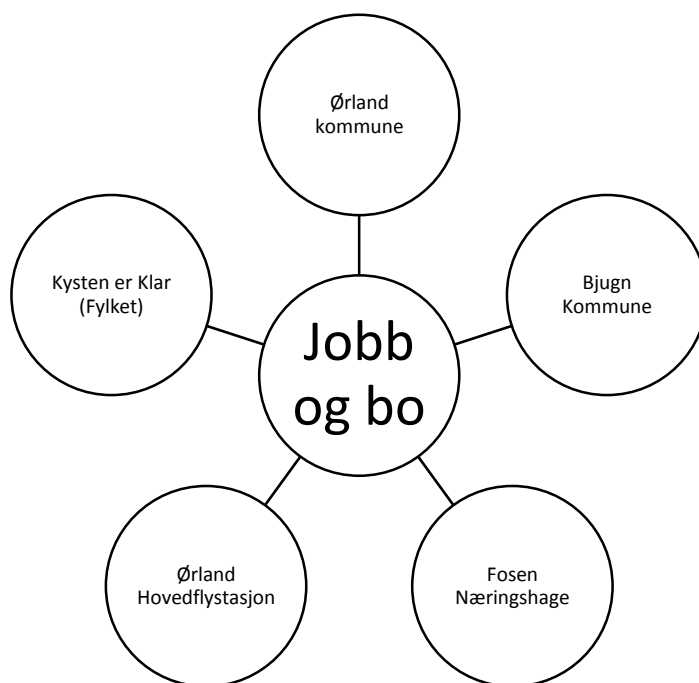 Ørland
kommune
Kysten er Klar
(Fylket)
Bjugn
Kommune
Jobb
og bo
Ørland
Hovedflystasjon
Fosen
Næringshage